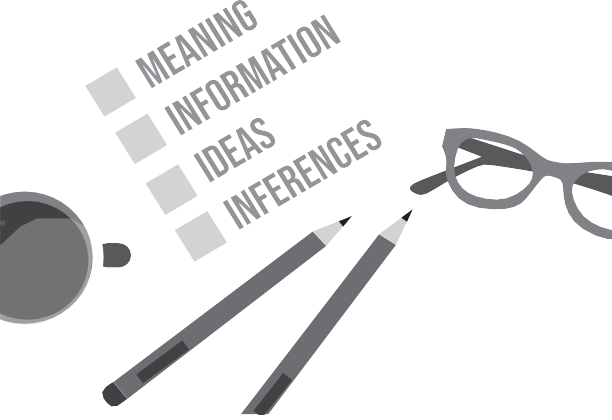 MEANING
INFORMATION
IDEAS
INFERENCES